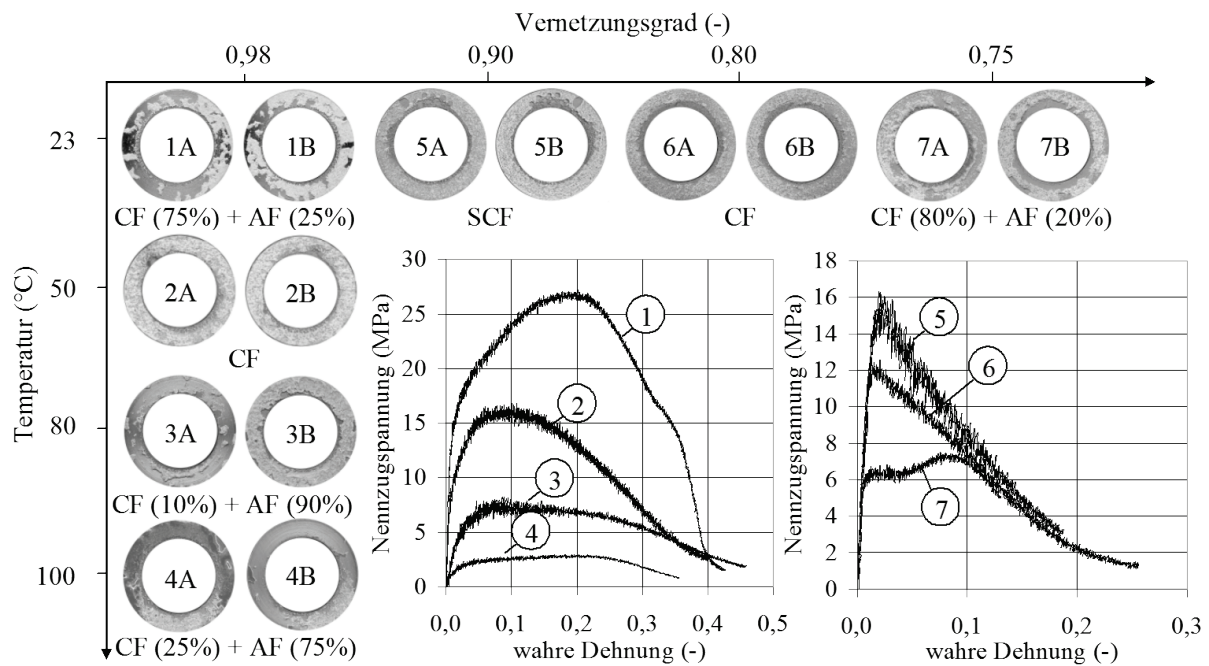 Vernetzungsgrad (-)
0,98 0,90 0,80 0,75
23
1A 1B 5A 5B 6A 6B 7A 7B
CF (75%) + AF (25%) SCF CF CF (80%) + AF (20%)
Temperatur (°C)
50
2A 2B
CF
80
3A 3B
CF (10%) + AF (90%)
100
4A 4B
CF (25%) + AF (75%)
Nennzugspannung (MPa)
30
25
20
15
10
5
0
1
2
3
4
0,0 0,1 0,2 0,3 0,4 0,5
wahre Dehnung (-)
Nennzugspannung (MPa)
18
16
14
12
10
8
6
4
2
0
5
6
7
0,0 0,1 0,2 0,3
wahre Dehnung (-)